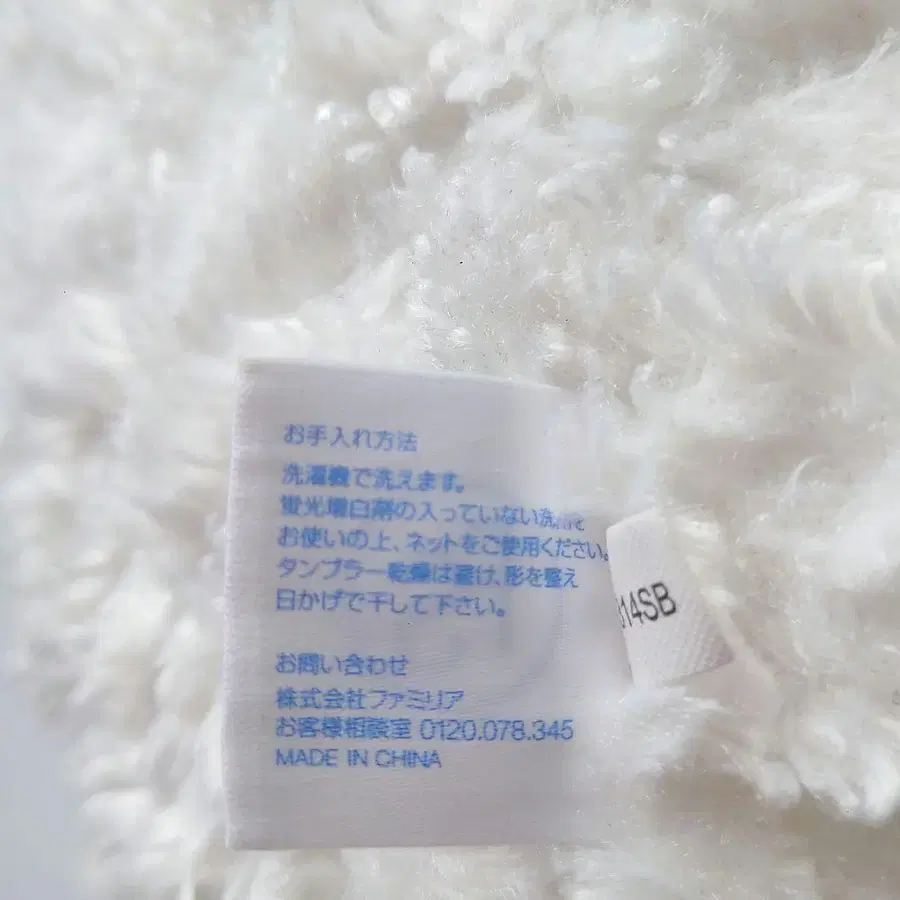 お手入れ方法
洗濯機で洗えます。
蛍光増白剤の入っていない洗剤を
お使いの上、ネットをご使用ください。
タンブラー乾燥は避け、形を整え
日かげで干して下さい。
お問い合わせ
株式会社ファミリア
お客様相談室 0120.078.345
MADE IN CHINA
314SB